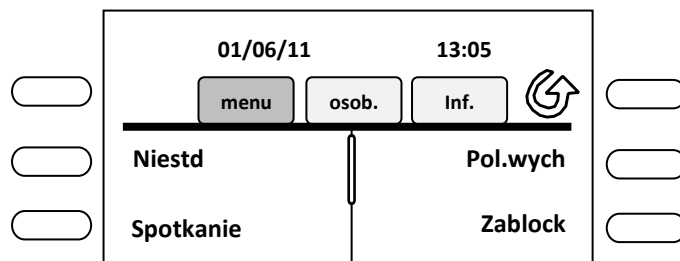 01/06/11 13:05
menu osob. Inf.
Niestd Pol.wych
Spotkanie Zablock